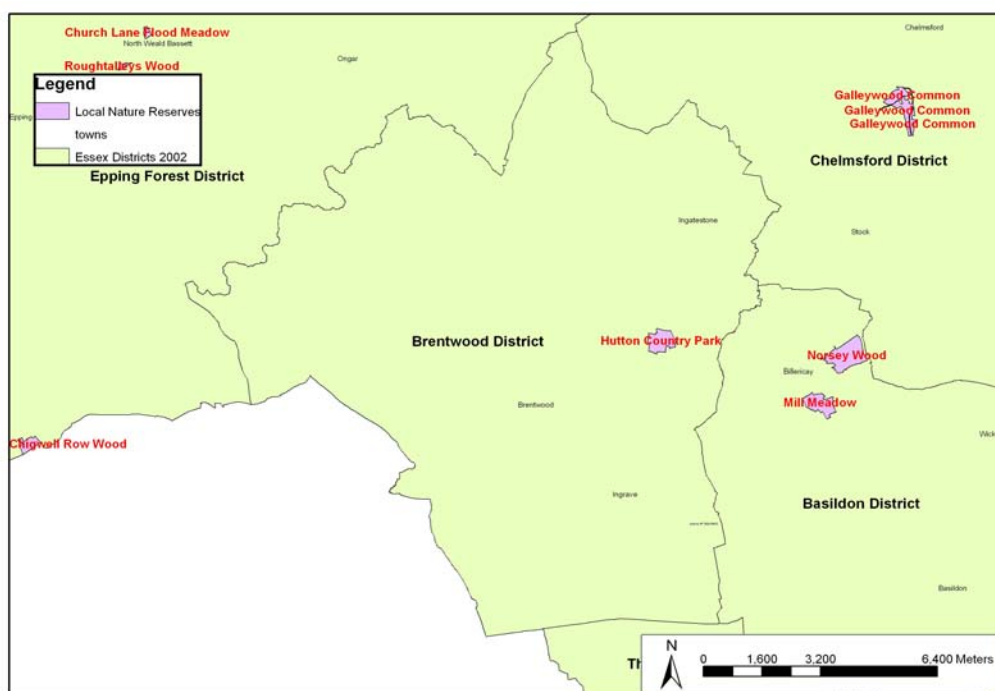 Church Lane Flood Meadow
North Weald Bassett
Roughtalleys Wood
Ongar
Chelmsford
Legend
Local Nature Reserves
towns
Essex Districts 2002
Epping
Epping Forest District
Galleywood Common
Galleywood Common
Galleywood Common
Chelmsford District
Ingatestone
Stock
Brentwood District
Hutton Country Park
Norsey Wood
Billericay
Mill Meadow
Brentwood
Wick
Chigwell Row Wood
Ingrave
Basildon District
Basildon
Th
N
0 1,600 3,200 6,400 Meters